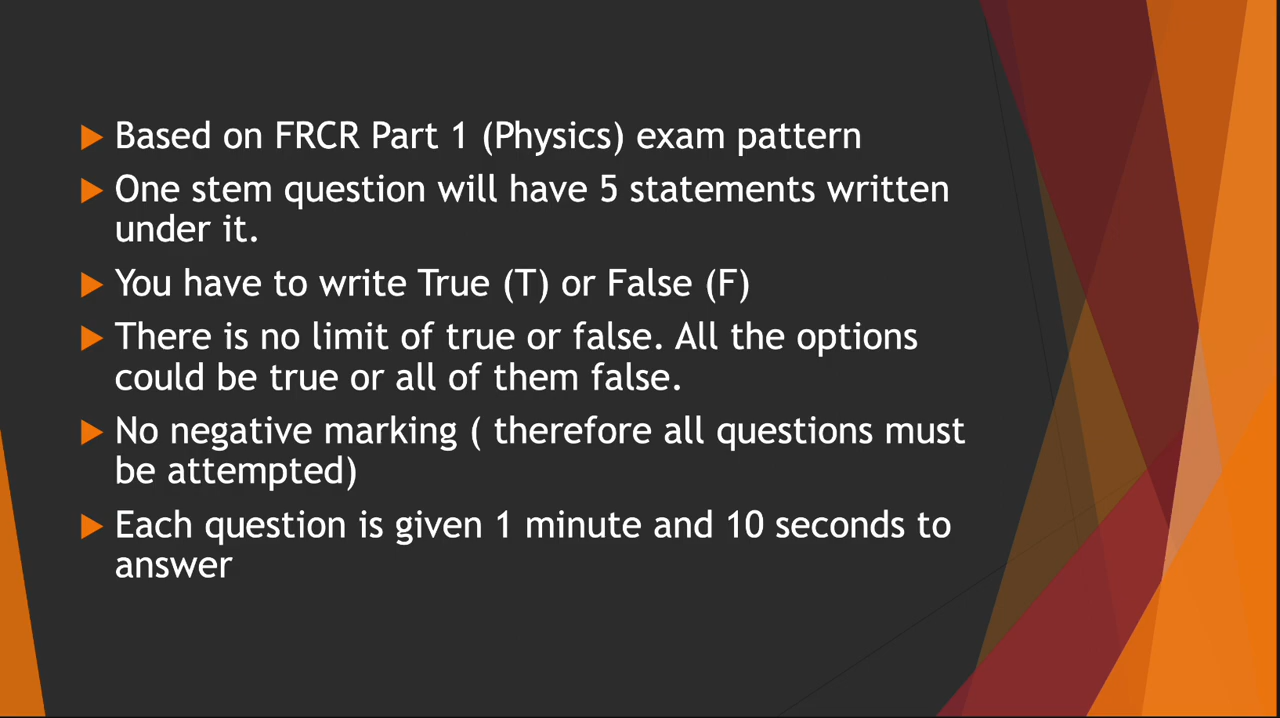 Based on FRCR Part 1 (Physics) exam pattern
One stem question will have 5 statements written
under it.
You have to write True (T) or False (F)
There is no limit of true or false. All the options
could be true or all of them false.
No negative marking ( therefore all questions must
be attempted)
Each question is given 1 minute and 10 seconds to
answer